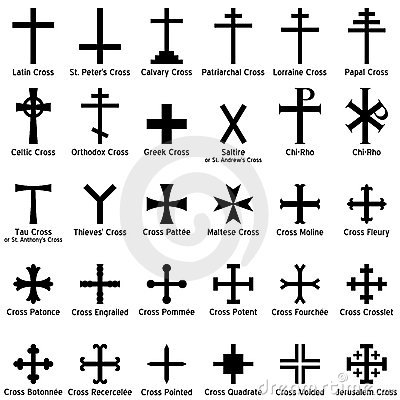 Latin Cross
St. Peter's Cross
Calvary Cross
Patriarchal Cross
Lorraine Cross
Papal Cross
Celtic Cross
Orthodox Cross
Greek Cross
Saltire
or St. Andrew's Cross
Chi-Rho
Chi-Rho
Tau Cross
or St. Anthony's Cross
Thieves' Cross
Cross Pattée
Maltese Cross
Cross Moline
Cross Fleury
Cross Patonce
Cross Engrailed
Cross Pommée
Cross Potent
Cross Fourchée
Cross Crosslet
Cross Botonnée
Cross Recercelée
Cross Pointed
Cross Quadrate
Cross Voided
Jerusalem Cross
dreamstime.com